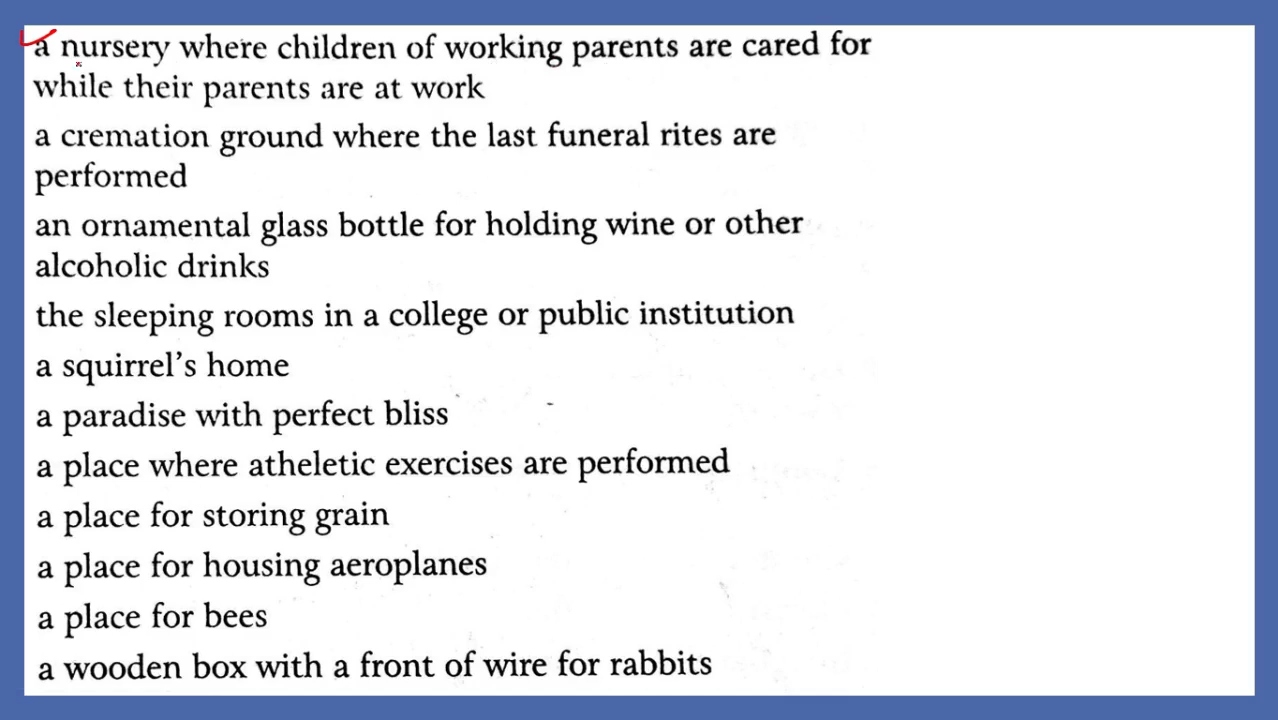 a nursery where children of working parents are cared for
while their parents are at work
a cremation ground where the last funeral rites are
performed
an ornamental glass bottle for holding wine or other
alcoholic drinks
the sleeping rooms in a college or public institution
a squirrel's home
a paradise with perfect bliss
a place where atheletic exercises are performed
a place for storing grain
a place for housing aeroplanes
a place for bees
a wooden box with a front of wire for rabbits